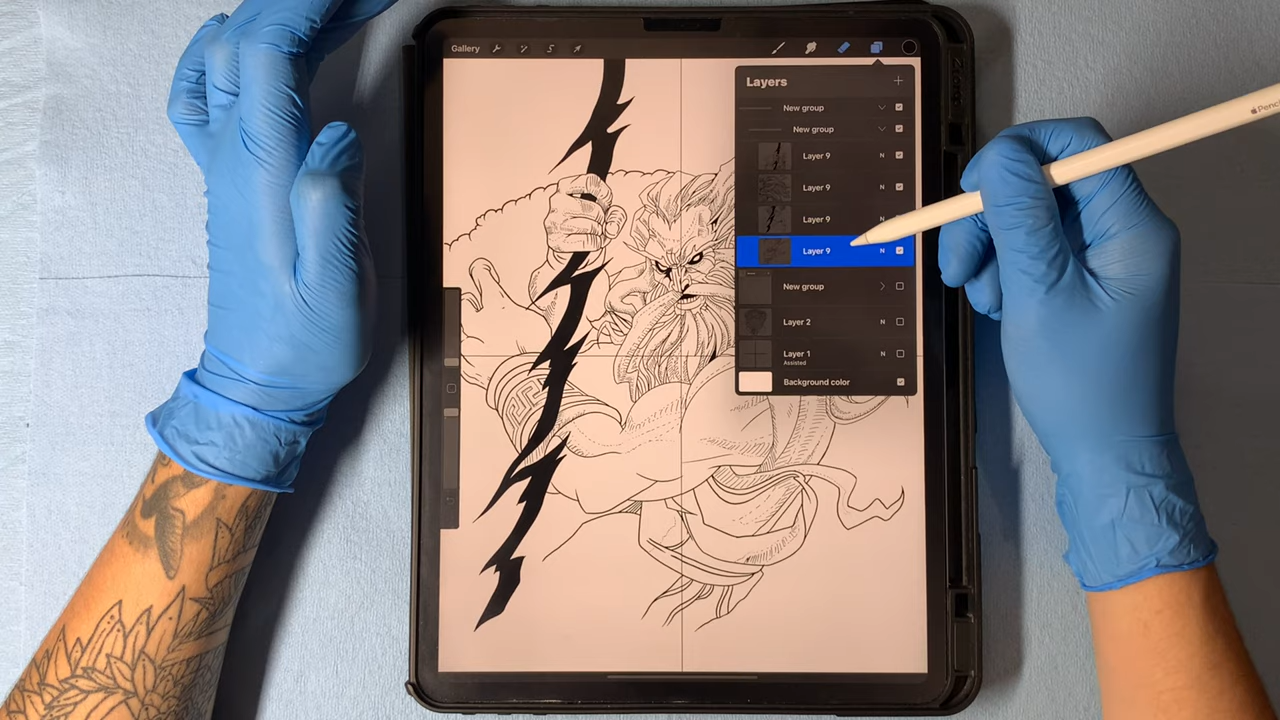 Gallery
Layers
New group
New group
Layer 9 N
Layer 9 N
Layer 9 N
Layer 9 N
New group
Layer 2 N
Layer 1 N
Assisted
Background color